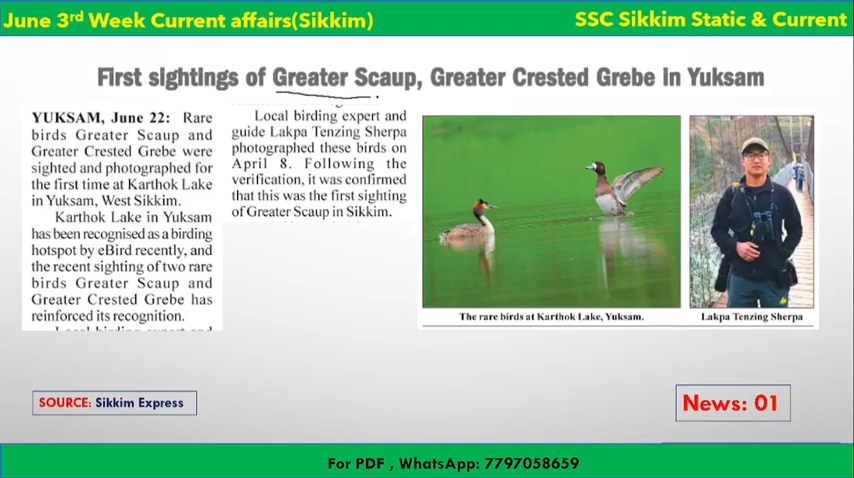 June 3rd Week Current affairs(Sikkim)
SSC Sikkim Static & Current
First sightings of Greater Scaup, Greater Crested Grebe in Yuksam
YUKSAM, June 22: Rare
birds Greater Scaup and
Greater Crested Grebe were
sighted and photographed for
the first time at Karthok Lake
in Yuksam, West Sikkim.
Karthok Lake in Yuksam
has been recognised as a birding
hotspot by eBird recently, and
the recent sighting of two rare
birds Greater Scaup and
Greater Crested Grebe has
reinforced its recognition.
Local birding expert and
guide Lakpa Tenzing Sherpa
photographed these birds on
April 8. Following the
verification, it was confirmed
that this was the first sighting
of Greater Scaup in Sikkim.
The rare birds at Karthok Lake, Yuksam.
Lakpa Tenzing Sherpa
SOURCE: Sikkim Express
News: 01
For PDF , WhatsApp: 7797058659